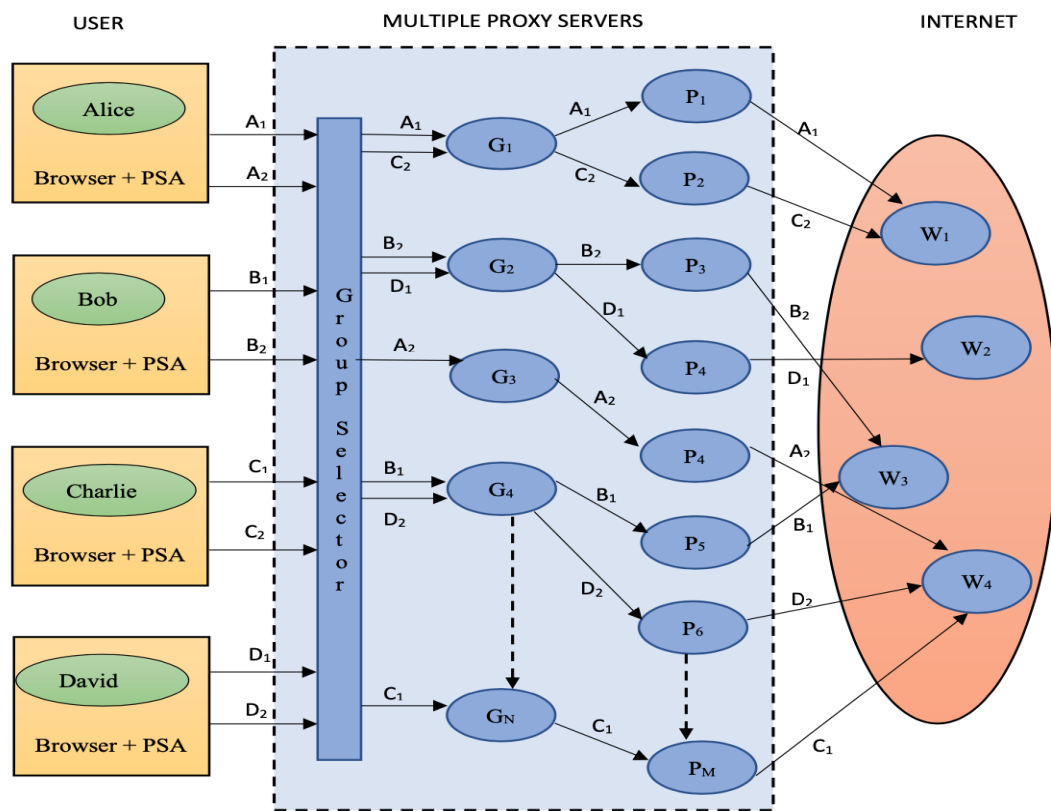 USER
MULTIPLE PROXY SERVERS
INTERNET
Alice
Browser + PSA
A₁
A₂
Bob
Browser + PSA
B₁
B₂
Charlie
Browser + PSA
C₁
C₂
David
Browser + PSA
D₁
D₂
Group Selector
A₁
C₂
G₁
B₂
D₁
G₂
A₂
G₃
B₁
D₂
G₄
C₁
G_N
A₁
C₂
B₂
D₁
A₂
B₁
D₂
C₁
P₁
P₂
P₃
P₄
P₄
P₅
P₆
P_M
A₁
C₂
B₂
D₁
A₂
B₁
D₂
C₁
W₁
W₂
W₃
W₄